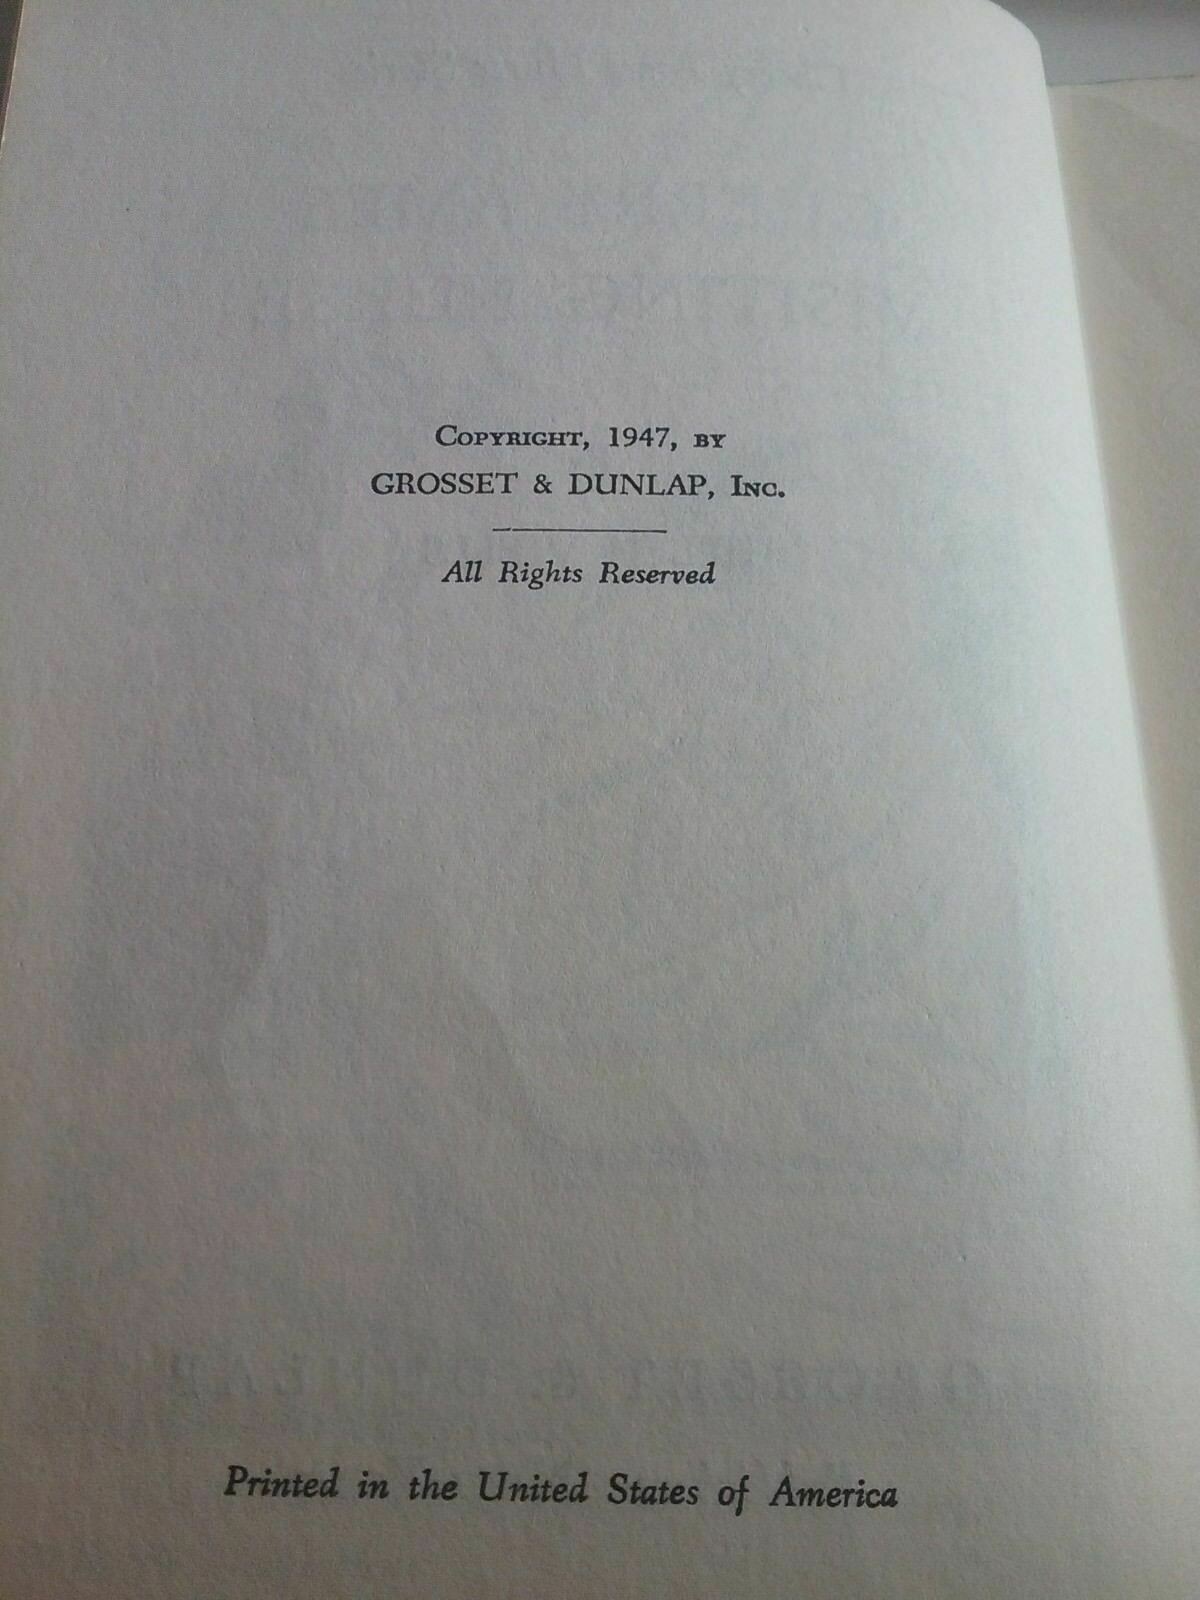 Copyright, 1947, by
GROSSET & DUNLAP, Inc.
All Rights Reserved
Printed in the United States of America